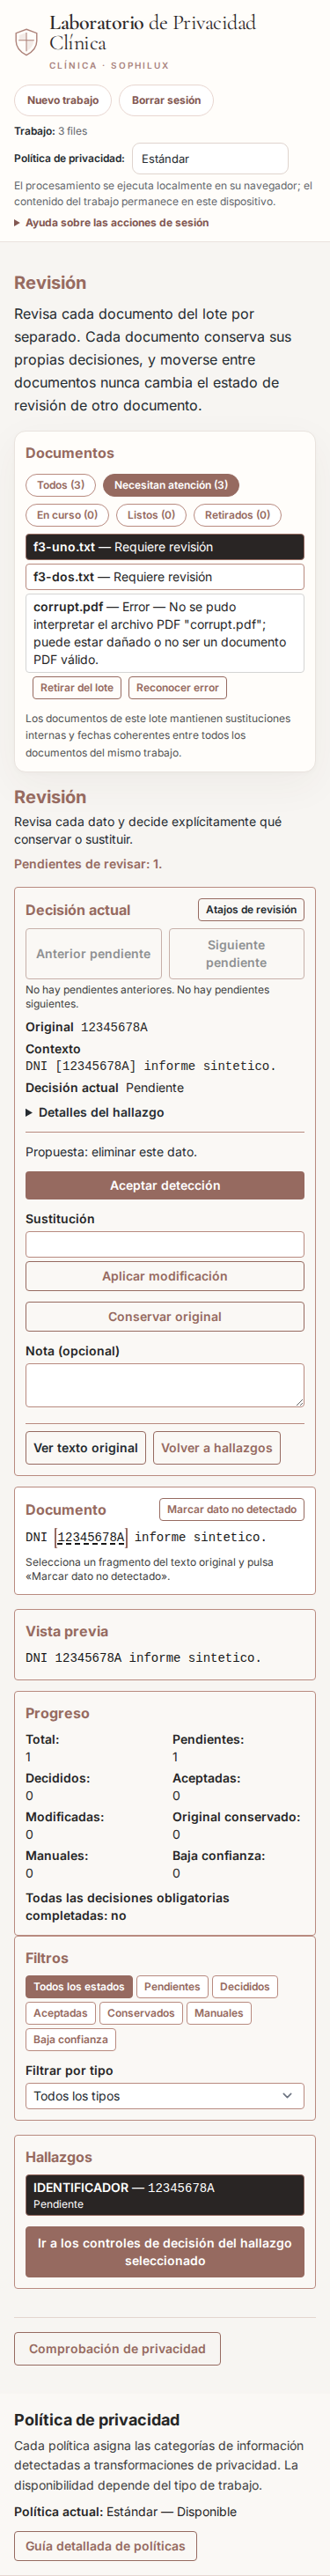 Laboratorio de Privacidad
Clínica
CLÍNICA · SOPHILUX
Nuevo trabajo
Borrar sesión
Trabajo: 3 files
Política de privacidad: Estándar
El procesamiento se ejecuta localmente en su navegador; el
contenido del trabajo permanece en este dispositivo.
Ayuda sobre las acciones de sesión
Revisión
Revisa cada documento del lote por
separado. Cada documento conserva sus
propias decisiones, y moverse entre
documentos nunca cambia el estado de
revisión de otro documento.
Documentos
Todos (3)
Necesitan atención (3)
En curso (0)
Listos (0)
Retirados (0)
f3-uno.txt — Requiere revisión
f3-dos.txt — Requiere revisión
corrupt.pdf — Error — No se pudo
interpretar el archivo PDF "corrupt.pdf";
puede estar dañado o no ser un documento
PDF válido.
Retirar del lote
Reconocer error
Los documentos de este lote mantienen sustituciones
internas y fechas coherentes entre todos los
documentos del mismo trabajo.
Revisión
Revisa cada dato y decide explícitamente qué
conservar o sustituir.
Pendientes de revisar: 1.
Decisión actual
Atajos de revisión
Anterior pendiente
Siguiente
pendiente
No hay pendientes anteriores. No hay pendientes
siguientes.
Original 12345678A
Contexto
DNI [12345678A] informe sintetico.
Decisión actual Pendiente
Detalles del hallazgo
Propuesta: eliminar este dato.
Aceptar detección
Sustitución
Aplicar modificación
Conservar original
Nota (opcional)
Ver texto original
Volver a hallazgos
Documento
Marcar dato no detectado
DNI [12345678A] informe sintetico.
Selecciona un fragmento del texto original y pulsa
«Marcar dato no detectado».
Vista previa
DNI 12345678A informe sintetico.
Progreso
Total:
1
Pendientes:
1
Decididos:
0
Aceptadas:
0
Modificadas:
0
Original conservado:
0
Manuales:
0
Baja confianza:
0
Todas las decisiones obligatorias
completadas: no
Filtros
Todos los estados
Pendientes
Decididos
Aceptadas
Conservados
Manuales
Baja confianza
Filtrar por tipo
Todos los tipos
Hallazgos
IDENTIFICADOR — 12345678A
Pendiente
Ir a los controles de decisión del hallazgo
seleccionado
Comprobación de privacidad
Política de privacidad
Cada política asigna las categorías de información
detectadas a transformaciones de privacidad. La
disponibilidad depende del tipo de trabajo.
Política actual: Estándar — Disponible
Guía detallada de políticas